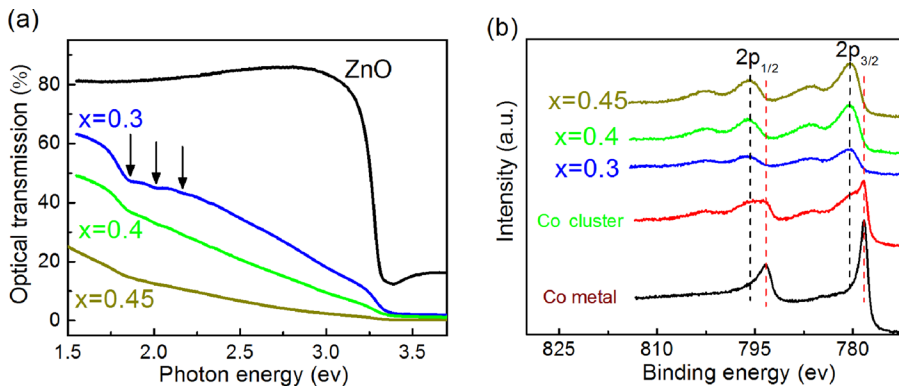 (a)
ZnO
x=0.3
x=0.4
x=0.45
Optical transmission (%)
80
60
40
20
0
1.5 2.0 2.5 3.0 3.5
Photon energy (ev)
(b)
2p1/2
2p3/2
x=0.45
x=0.4
x=0.3
Co cluster
Co metal
Intensity (a.u.)
825 810 795 780
Binding energy (ev)